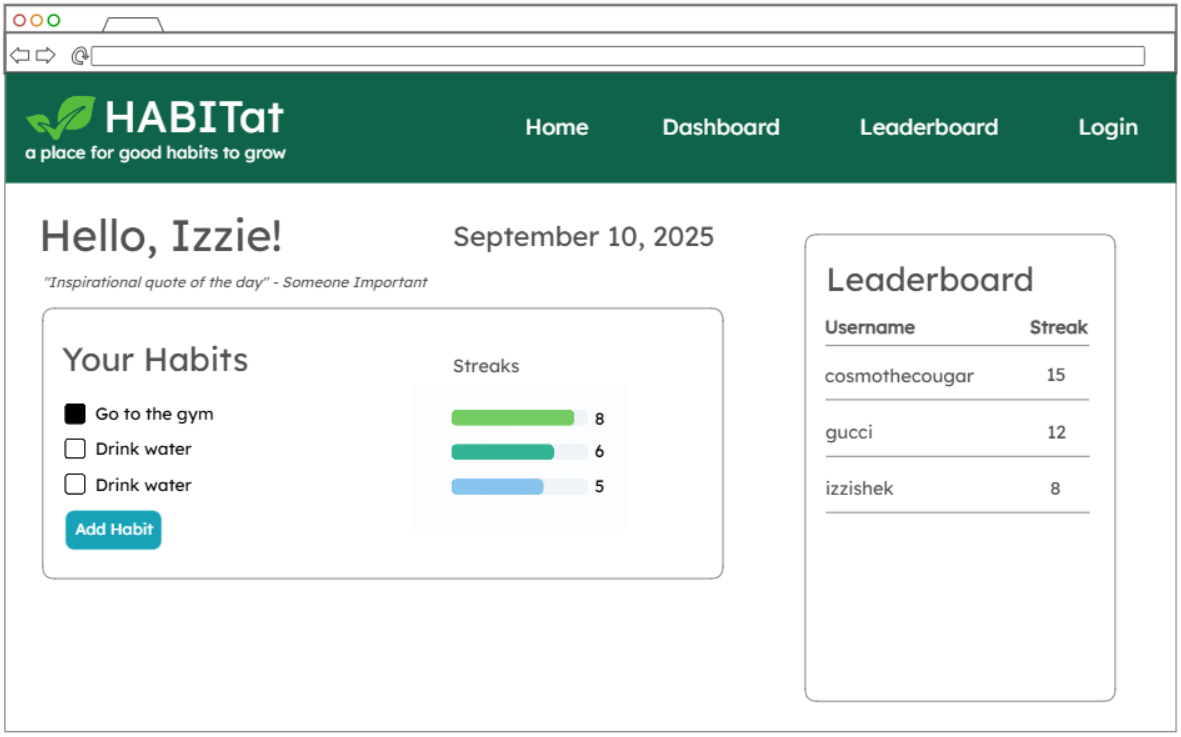 HABITat
a place for good habits to grow
Home Dashboard Leaderboard Login
Hello, Izzie!
September 10, 2025
"Inspirational quote of the day" - Someone Important
Your Habits
Streaks
Go to the gym 8
Drink water 6
Drink water 5
Add Habit
Leaderboard
Username Streak
cosmothecougar 15
gucci 12
izzishek 8